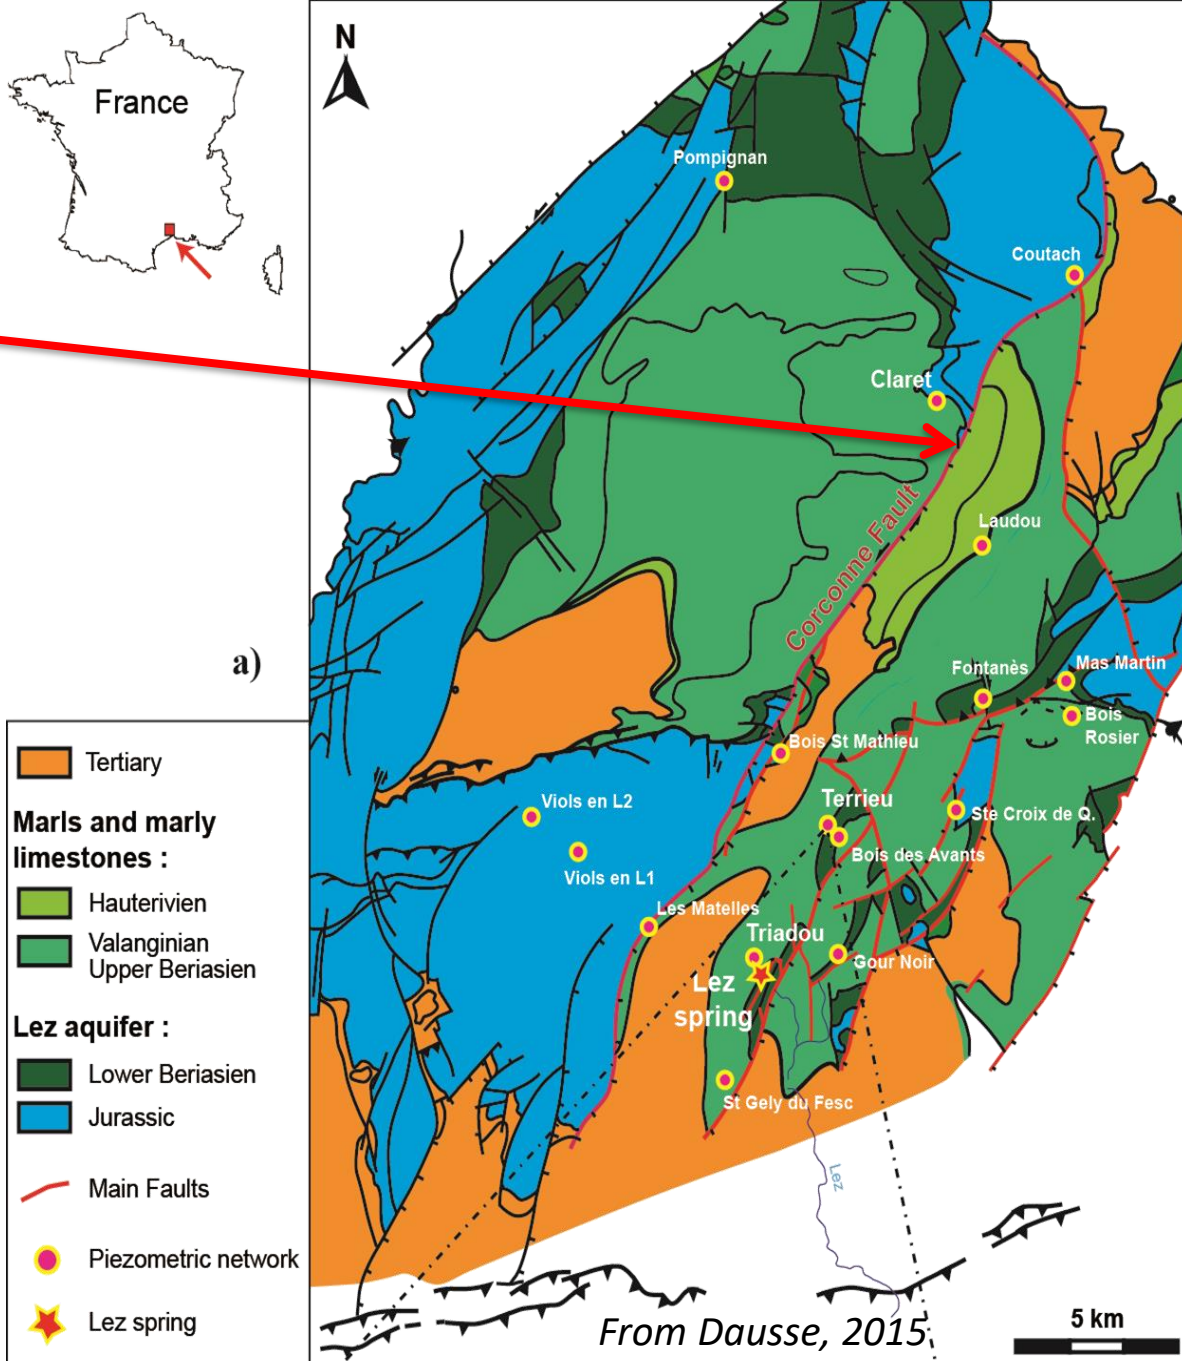 France
N
Pompignan
Coutach
Claret
Corconne Fault
Laudou
a)
Fontanès
Mas Martin
Bois
Rosier
Bois St Mathieu
Viols en L2
Terrieu
Ste Croix de Q.
Bois des Avants
Viols en L1
Les Matelles
Triadou
Gour Noir
Lez
spring
St Gely du Fesc
Lez
Tertiary
Marls and marly
limestones :
Hauterivien
Valanginian
Upper Beriasien
Lez aquifer :
Lower Beriasien
Jurassic
Main Faults
Piezometric network
Lez spring
From Dausse, 2015
5 km